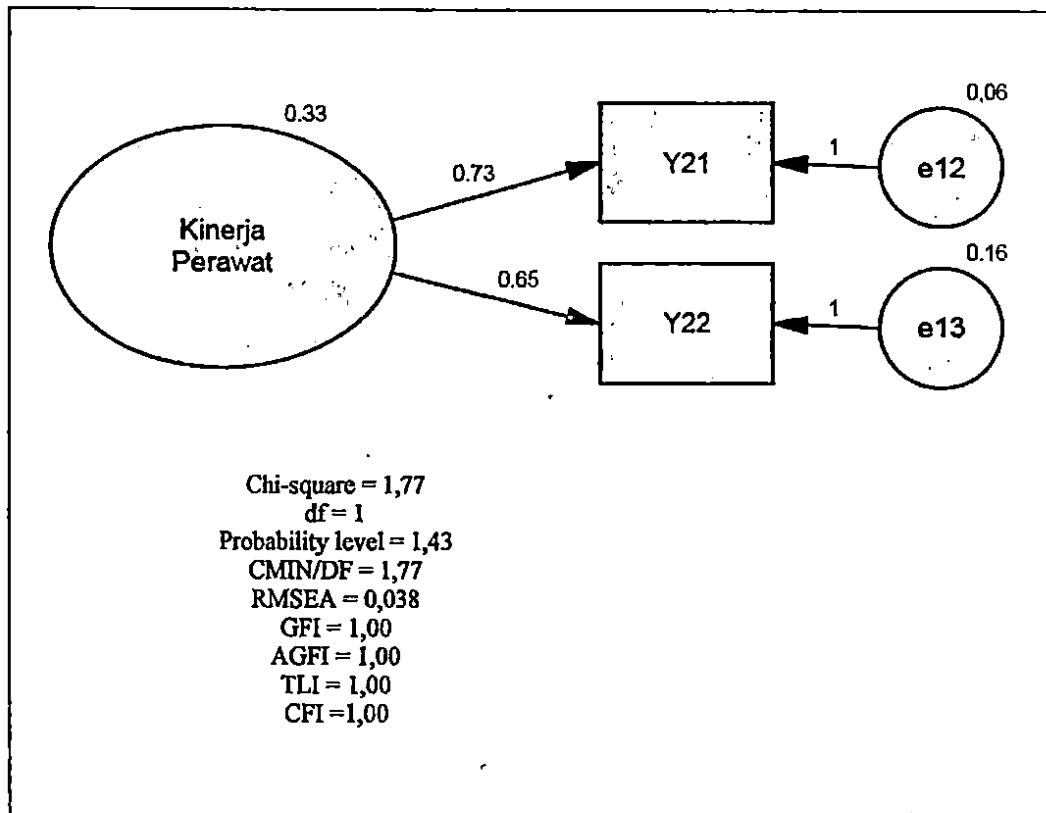 0.33
Kinerja
Perawat
0.73
0.65
Y21
Y22
1
1
0,06
e12
0.16
e13
Chi-square = 1,77
df = 1
Probability level = 1,43
CMIN/DF = 1,77
RMSEA = 0,038
GFI = 1,00
AGFI = 1,00
TLI = 1,00
CFI =1,00